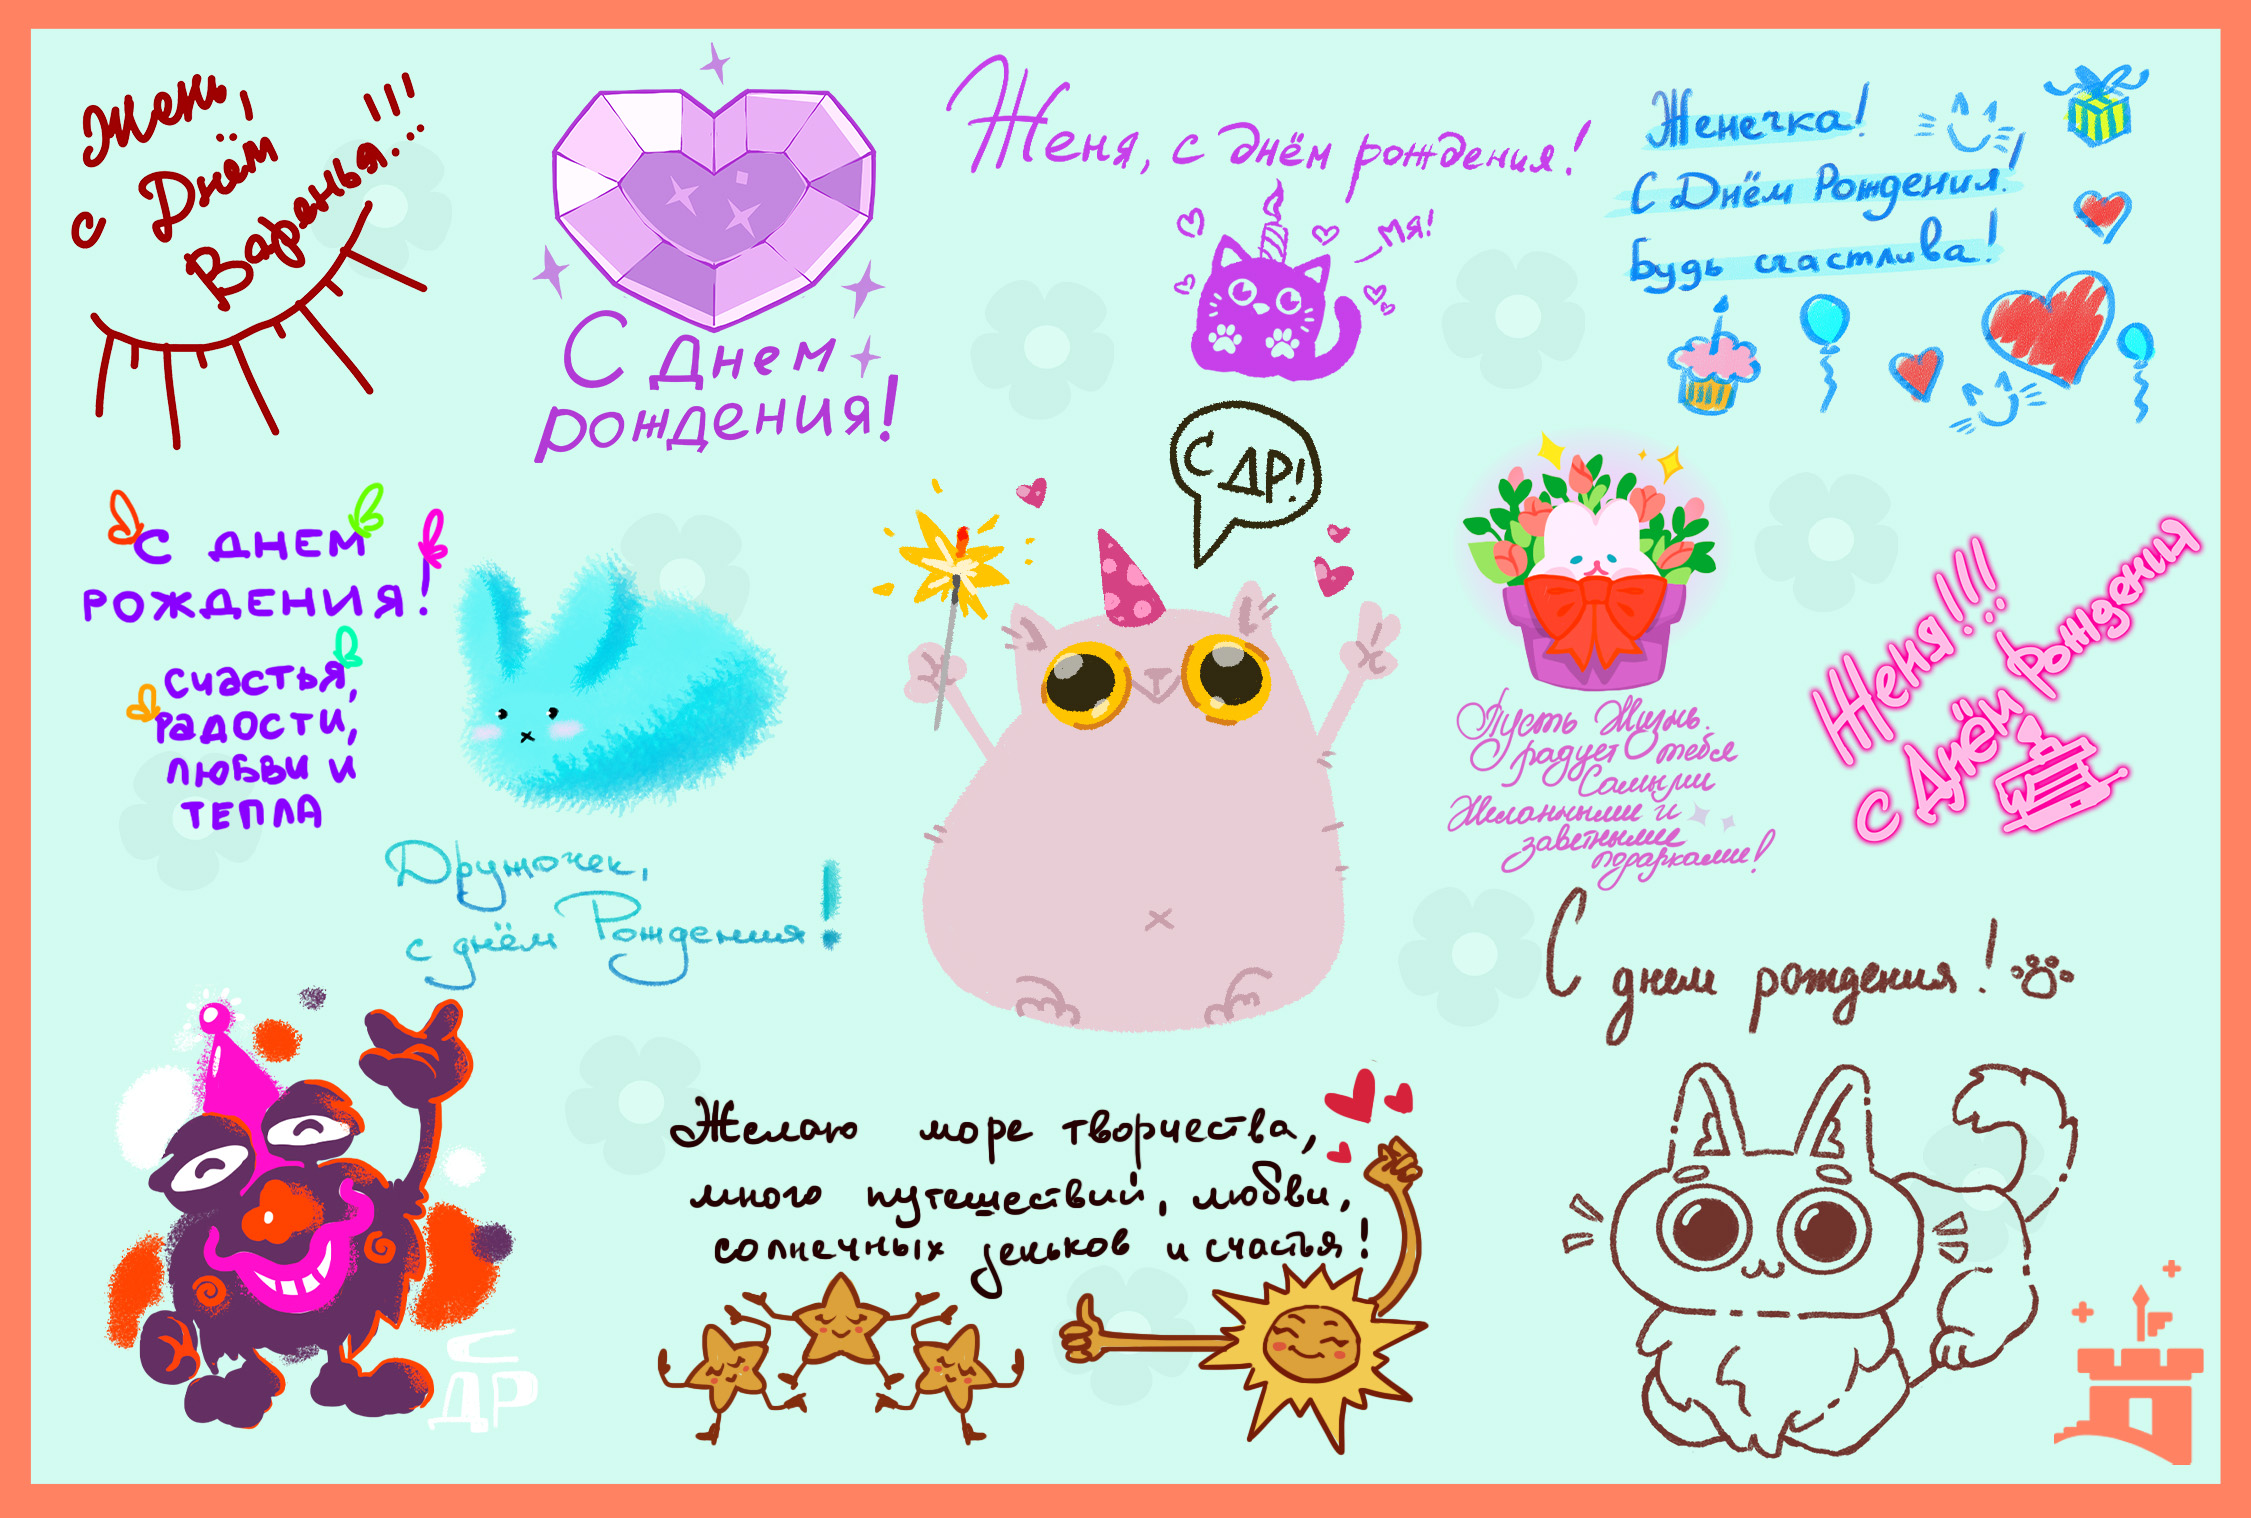 Жень,
с Днём
Варенья...!!!
С Днем
рождения!
Женя, с днём рождения!
Мя!
Женечка!
С Днём Рождения!
Будь счастлива!
С ДР!
С ДНЕМ
РОЖДЕНИЯ!
СЧАСТЬЯ,
РАДОСТИ,
ЛЮБВИ И
ТЕПЛА
Дружочек,
с днём Рождения!
Пусть Жизнь
радует тебя
Самыми
Желанными и
заветными
подарками!
Женя!!!
С Днём рождения
С днем рождения!
С
ДР
Желаю море творчества,
много путешествий, любви,
солнечных деньков и счастья!